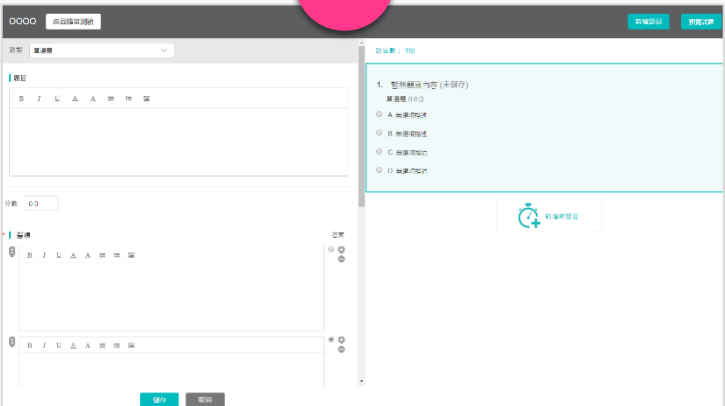 OOOO 返回隨堂測驗 新增題目 預覽試題
題型 單選題
題目數： 1題
題目
B I U A A
1. 暫無題目內容 (未儲存)
單選題 0.0分
A. 無選項描述
B. 無選項描述
C. 無選項描述
D. 無選項描述
分數 0.0
新增新題目
* 答案
B I U A A
B I U A A
儲存 取消